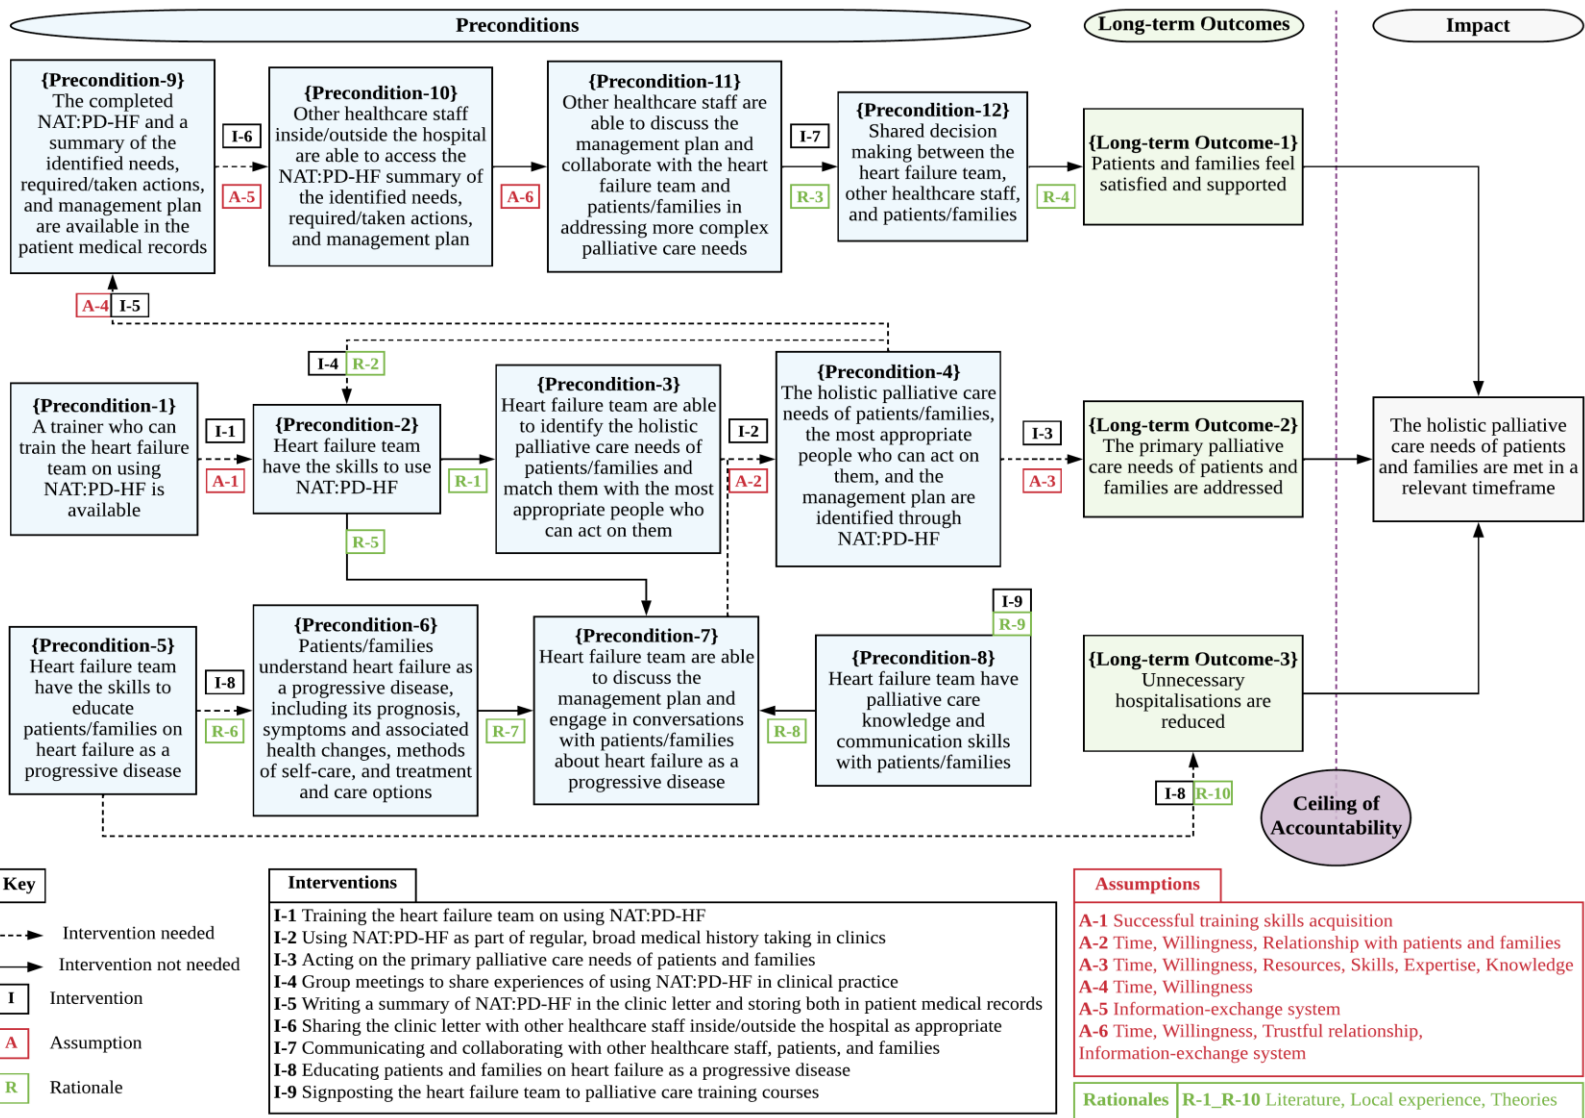 Preconditions
Long-term Outcomes
Impact
{Precondition-9}
The completed
NAT:PD-HF and a
summary of the
identified needs,
required/taken actions,
and management plan
are available in the
patient medical records
I-6
A-5
{Precondition-10}
Other healthcare staff
inside/outside the hospital
are able to access the
NAT:PD-HF summary of
the identified needs,
required/taken actions,
and management plan
A-6
{Precondition-11}
Other healthcare staff are
able to discuss the
management plan and
collaborate with the heart
failure team and
patients/families in
addressing more complex
palliative care needs
I-7
R-3
{Precondition-12}
Shared decision
making between the
heart failure team,
other healthcare staff,
and patients/families
R-4
{Long-term Outcome-1}
Patients and families feel
satisfied and supported
A-4 I-5
I-4 R-2
{Precondition-1}
A trainer who can
train the heart failure
team on using
NAT:PD-HF is
available
I-1
A-1
{Precondition-2}
Heart failure team
have the skills to use
NAT:PD-HF
R-1
{Precondition-3}
Heart failure team are able
to identify the holistic
palliative care needs of
patients/families and
match them with the most
appropriate people who
can act on them
I-2
A-2
{Precondition-4}
The holistic palliative care
needs of patients/families,
the most appropriate
people who can act on
them, and the
management plan are
identified through
NAT:PD-HF
I-3
A-3
{Long-term Outcome-2}
The primary palliative
care needs of patients and
families are addressed
The holistic palliative
care needs of patients
and families are met in a
relevant timeframe
R-5
{Precondition-5}
Heart failure team
have the skills to
educate
patients/families on
heart failure as a
progressive disease
I-8
R-6
{Precondition-6}
Patients/families
understand heart failure as
a progressive disease,
including its prognosis,
symptoms and associated
health changes, methods
of self-care, and treatment
and care options
R-7
{Precondition-7}
Heart failure team are able
to discuss the
management plan and
engage in conversations
with patients/families
about heart failure as a
progressive disease
R-8
I-9
R-9
{Precondition-8}
Heart failure team have
palliative care
knowledge and
communication skills
with patients/families
{Long-term Outcome-3}
Unnecessary
hospitalisations are
reduced
I-8 R-10
Ceiling of
Accountability
Key
Intervention needed
Intervention not needed
I Intervention
A Assumption
R Rationale
Interventions
I-1 Training the heart failure team on using NAT:PD-HF
I-2 Using NAT:PD-HF as part of regular, broad medical history taking in clinics
I-3 Acting on the primary palliative care needs of patients and families
I-4 Group meetings to share experiences of using NAT:PD-HF in clinical practice
I-5 Writing a summary of NAT:PD-HF in the clinic letter and storing both in patient medical records
I-6 Sharing the clinic letter with other healthcare staff inside/outside the hospital as appropriate
I-7 Communicating and collaborating with other healthcare staff, patients, and families
I-8 Educating patients and families on heart failure as a progressive disease
I-9 Signposting the heart failure team to palliative care training courses
Assumptions
A-1 Successful training skills acquisition
A-2 Time, Willingness, Relationship with patients and families
A-3 Time, Willingness, Resources, Skills, Expertise, Knowledge
A-4 Time, Willingness
A-5 Information-exchange system
A-6 Time, Willingness, Trustful relationship,
Information-exchange system
Rationales R-1_R-10 Literature, Local experience, Theories